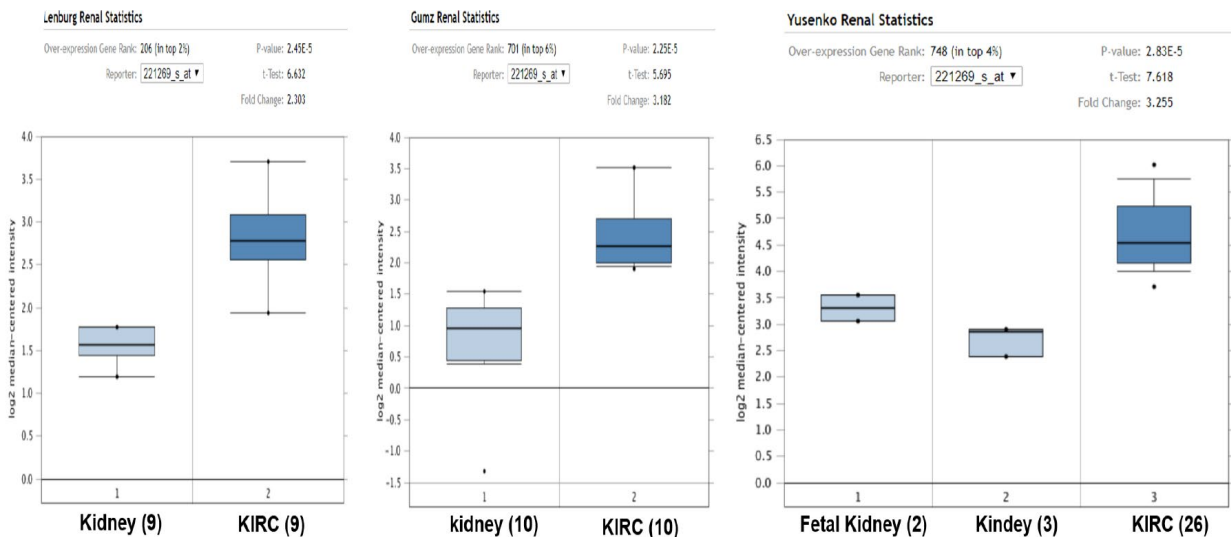 Lenburg Renal Statistics
Over-expression Gene Rank: 206 (in top 2%)
P-value: 2.45E-5
Reporter: 221269_s_at ▼
t-Test: 6.632
Fold Change: 2.303
4.0
3.5
3.0
2.5
2.0
1.5
1.0
0.5
0.0
log2 median-centered intensity
1
2
Kidney (9)
KIRC (9)
Gumz Renal Statistics
Over-expression Gene Rank: 701 (in top 6%)
P-value: 2.25E-5
Reporter: 221269_s_at ▼
t-Test: 5.695
Fold Change: 3.182
4.0
3.5
3.0
2.5
2.0
1.5
1.0
0.5
0.0
-0.5
-1.0
-1.5
log2 median-centered intensity
1
2
kidney (10)
KIRC (10)
Yusenko Renal Statistics
Over-expression Gene Rank: 748 (in top 4%)
P-value: 2.83E-5
Reporter: 221269_s_at ▼
t-Test: 7.618
Fold Change: 3.255
6.5
6.0
5.5
5.0
4.5
4.0
3.5
3.0
2.5
2.0
1.5
1.0
0.5
0.0
log2 median-centered intensity
1
2
3
Fetal Kidney (2)
Kindey (3)
KIRC (26)